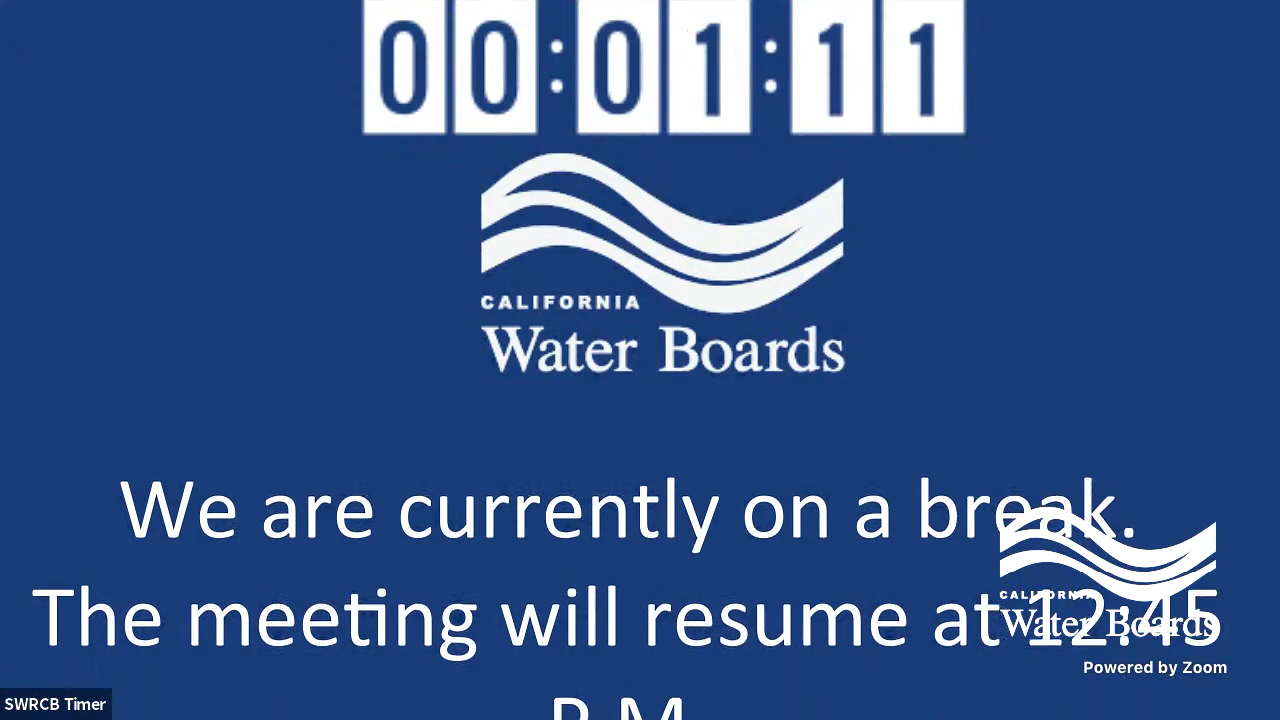 00:01:11
CALIFORNIA
Water Boards
We are currently on a break.
The meeting will resume at 12:45
P.M.
CALIFORNIA
Water Boards
Powered by Zoom
SWRCB Timer